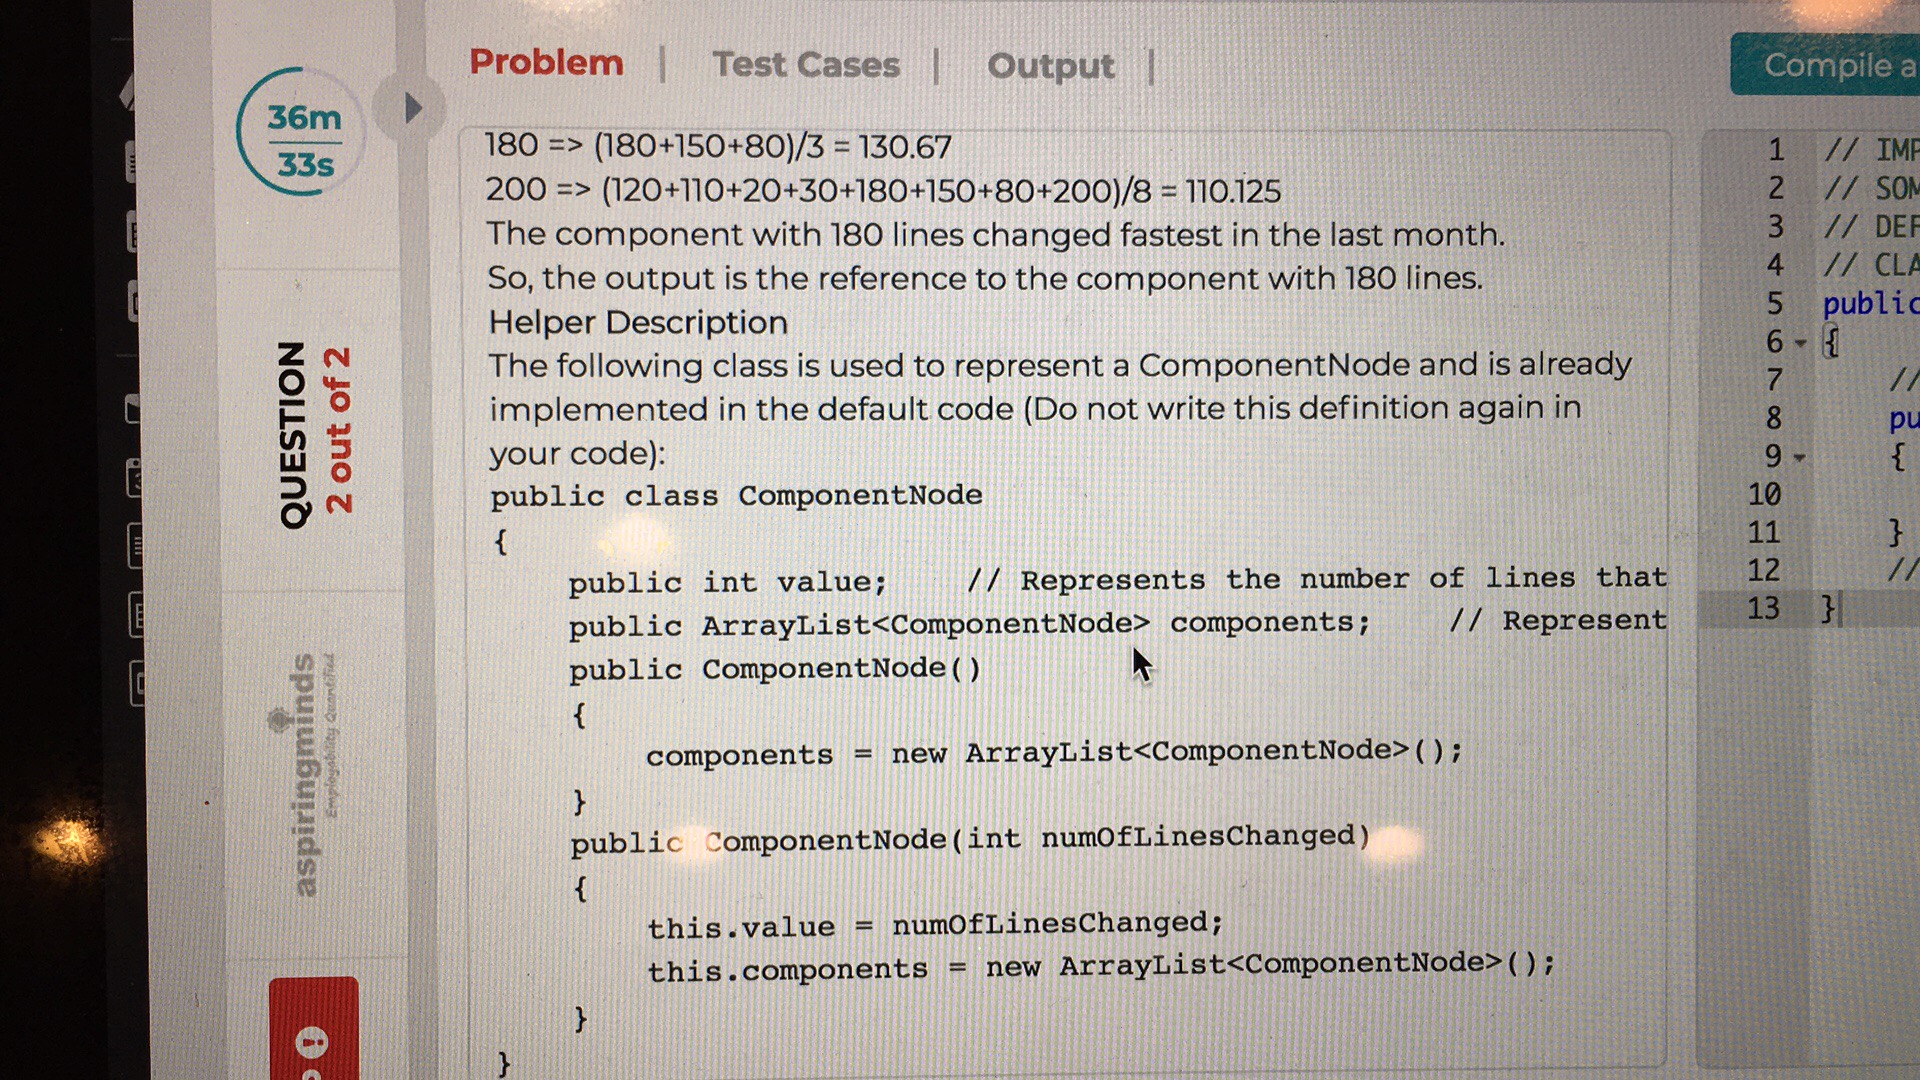 Problem | Test Cases | Output |
Compile a
36m
33s
QUESTION
2 out of 2
aspiringminds
Employability Quantified
180 => (180+150+80)/3 = 130.67
200 => (120+110+20+30+180+150+80+200)/8 = 110.125
The component with 180 lines changed fastest in the last month.
So, the output is the reference to the component with 180 lines.
Helper Description
The following class is used to represent a ComponentNode and is already
implemented in the default code (Do not write this definition again in
your code):
public class ComponentNode
{
public int value; // Represents the number of lines that
public ArrayList<ComponentNode> components; // Represent
public ComponentNode()
{
components = new ArrayList<ComponentNode>();
}
public ComponentNode(int numOfLinesChanged)
{
this.value = numOfLinesChanged;
this.components = new ArrayList<ComponentNode>();
}
}
1 // IMP
2 // SOM
3 // DEF
4 // CLA
5 public
6 {
7 //
8 pu
9 {
10
11 }
12 //
13 }